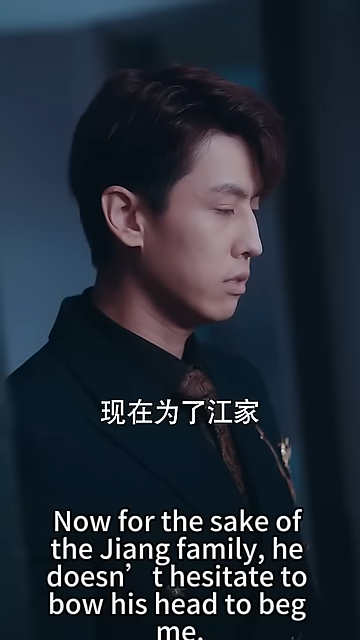 现在为了江家
Now for the sake of
the Jiang family, he
doesn't hesitate to
bow his head to beg
me.